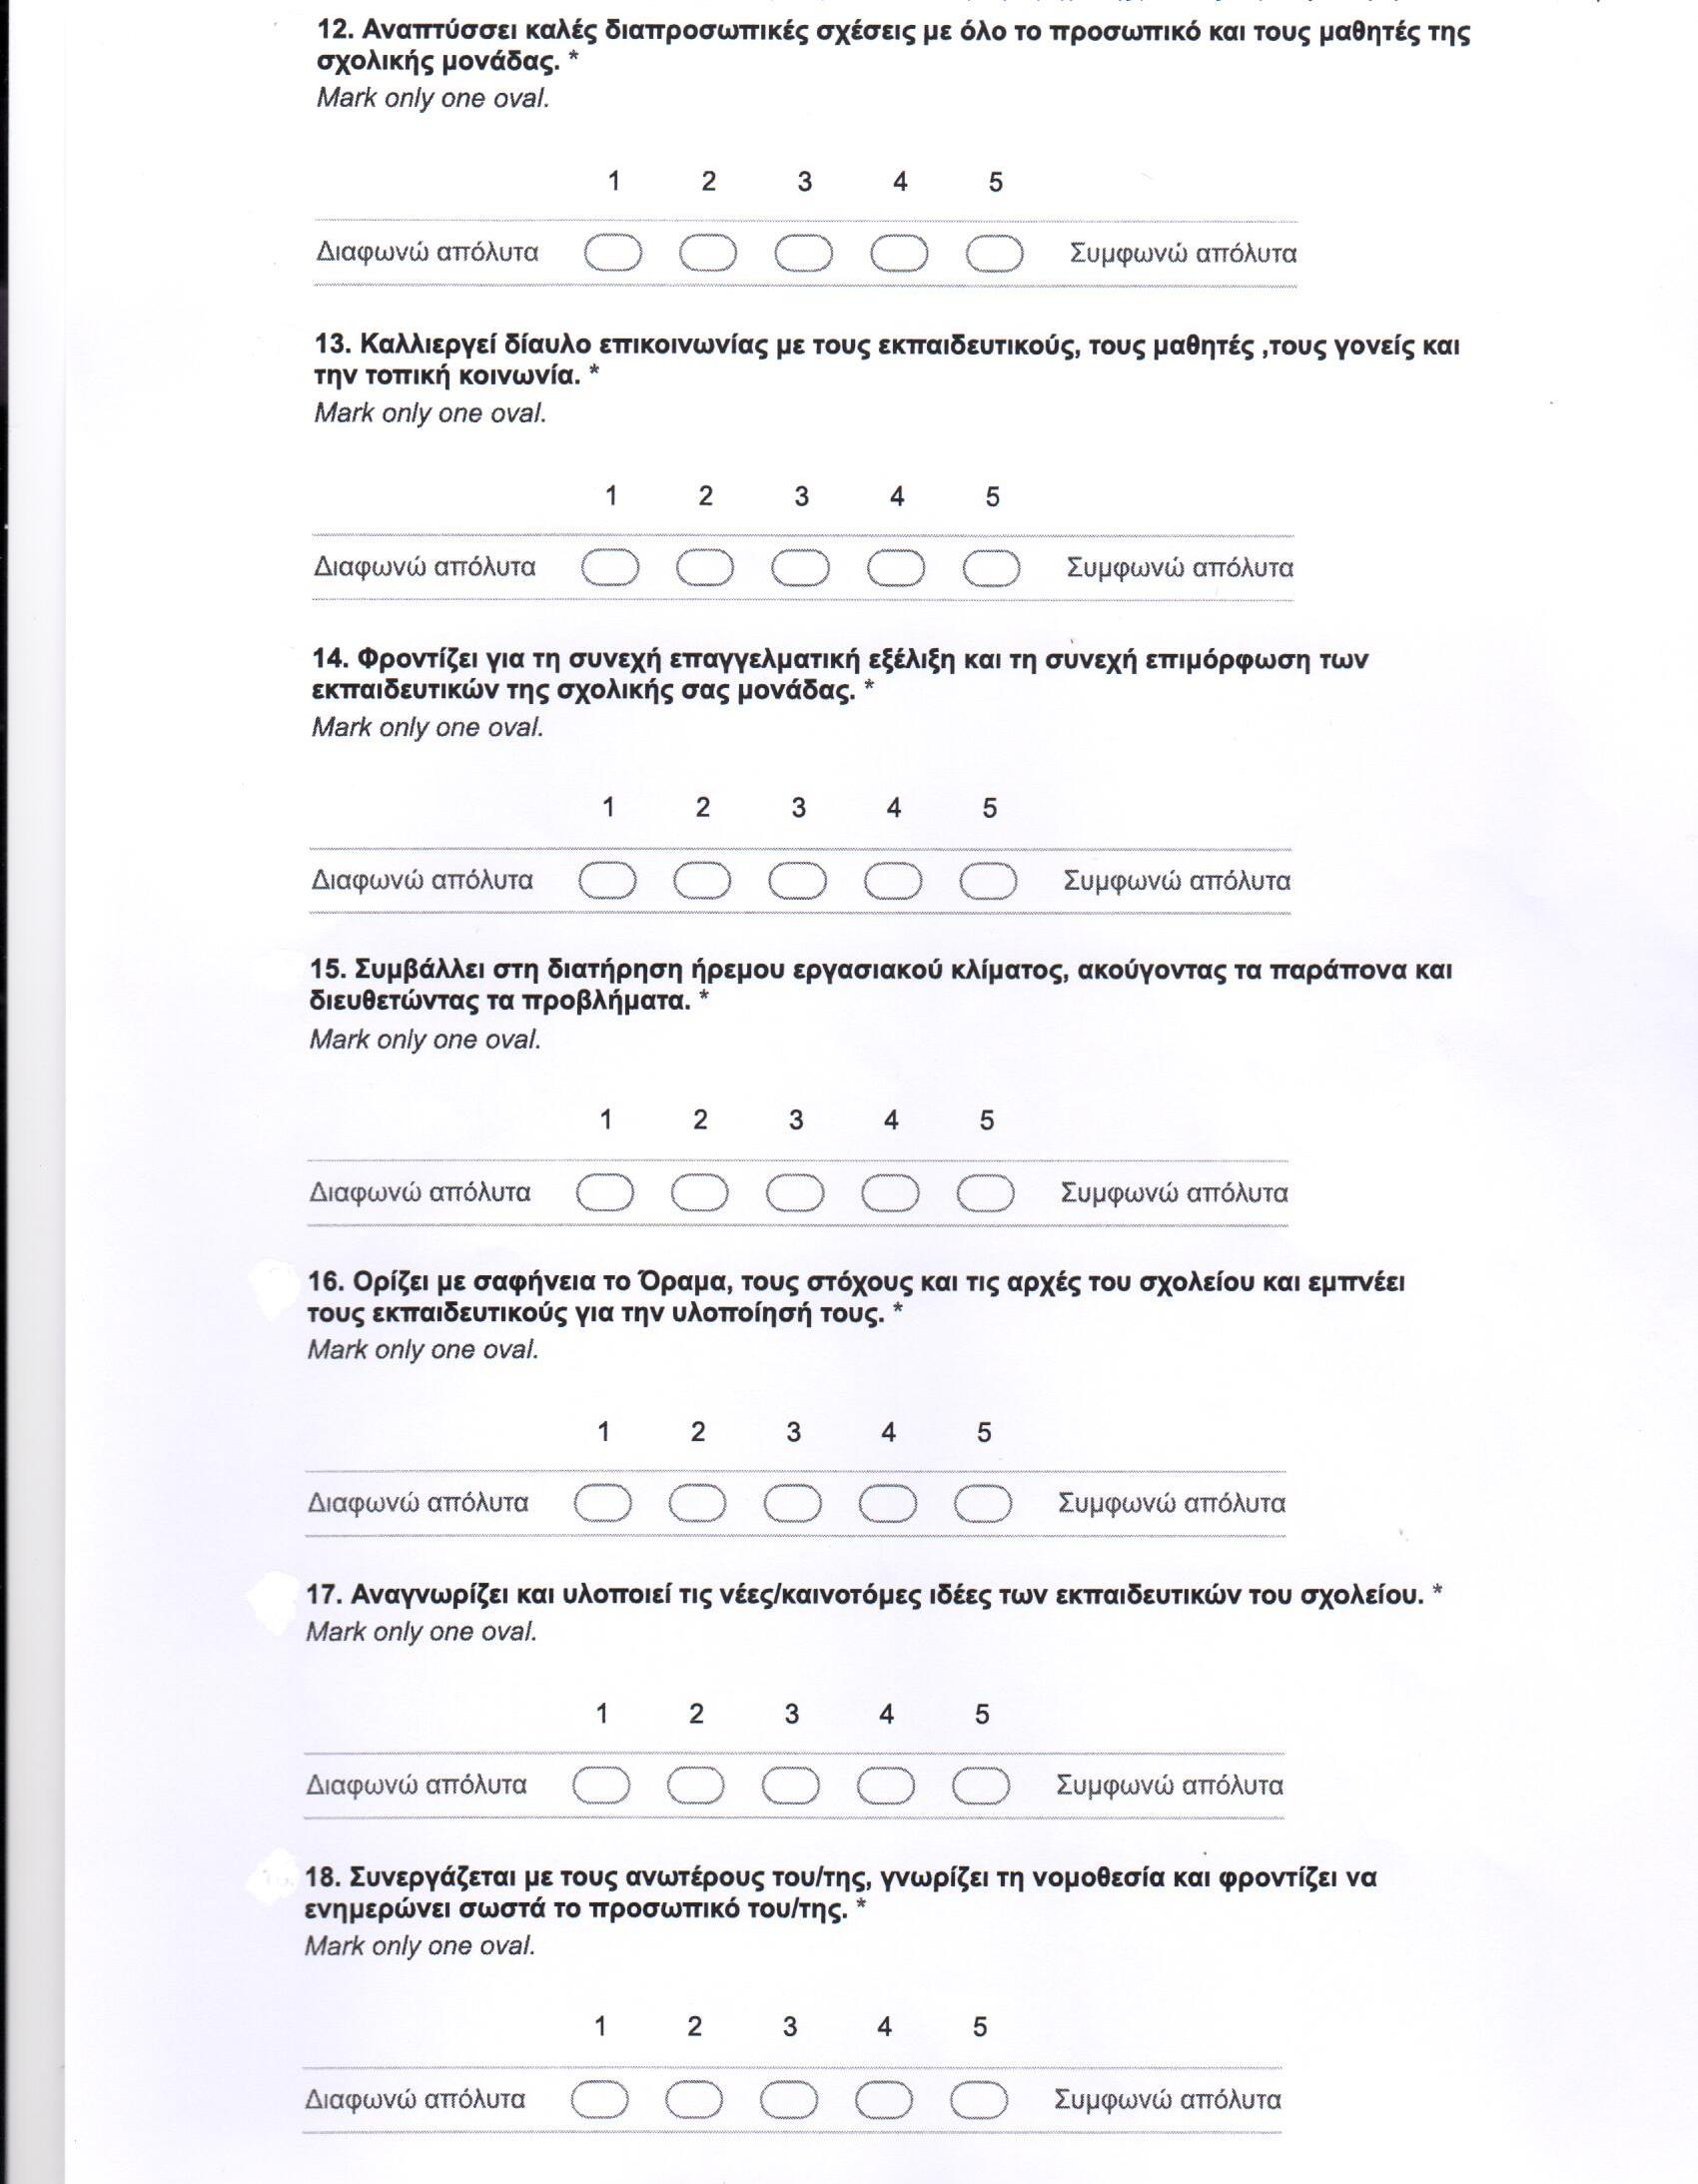 12. Αναπτύσσει καλές διαπροσωπικές σχέσεις με όλο το προσωπικό και τους μαθητές της
σχολικής μονάδας. *
Mark only one oval.
1 2 3 4 5
Διαφωνώ απόλυτα Συμφωνώ απόλυτα
13. Καλλιεργεί δίαυλο επικοινωνίας με τους εκπαιδευτικούς, τους μαθητές ,τους γονείς και
την τοπική κοινωνία. *
Mark only one oval.
1 2 3 4 5
Διαφωνώ απόλυτα Συμφωνώ απόλυτα
14. Φροντίζει για τη συνεχή επαγγελματική εξέλιξη και τη συνεχή επιμόρφωση των
εκπαιδευτικών της σχολικής σας μονάδας. *
Mark only one oval.
1 2 3 4 5
Διαφωνώ απόλυτα Συμφωνώ απόλυτα
15. Συμβάλλει στη διατήρηση ήρεμου εργασιακού κλίματος, ακούγοντας τα παράπονα και
διευθετώντας τα προβλήματα. *
Mark only one oval.
1 2 3 4 5
Διαφωνώ απόλυτα Συμφωνώ απόλυτα
16. Ορίζει με σαφήνεια το Όραμα, τους στόχους και τις αρχές του σχολείου και εμπνέει
τους εκπαιδευτικούς για την υλοποίησή τους. *
Mark only one oval.
1 2 3 4 5
Διαφωνώ απόλυτα Συμφωνώ απόλυτα
17. Αναγνωρίζει και υλοποιεί τις νέες/καινοτόμες ιδέες των εκπαιδευτικών του σχολείου. *
Mark only one oval.
1 2 3 4 5
Διαφωνώ απόλυτα Συμφωνώ απόλυτα
18. Συνεργάζεται με τους ανωτέρους του/της, γνωρίζει τη νομοθεσία και φροντίζει να
ενημερώνει σωστά το προσωπικό του/της. *
Mark only one oval.
1 2 3 4 5
Διαφωνώ απόλυτα Συμφωνώ απόλυτα